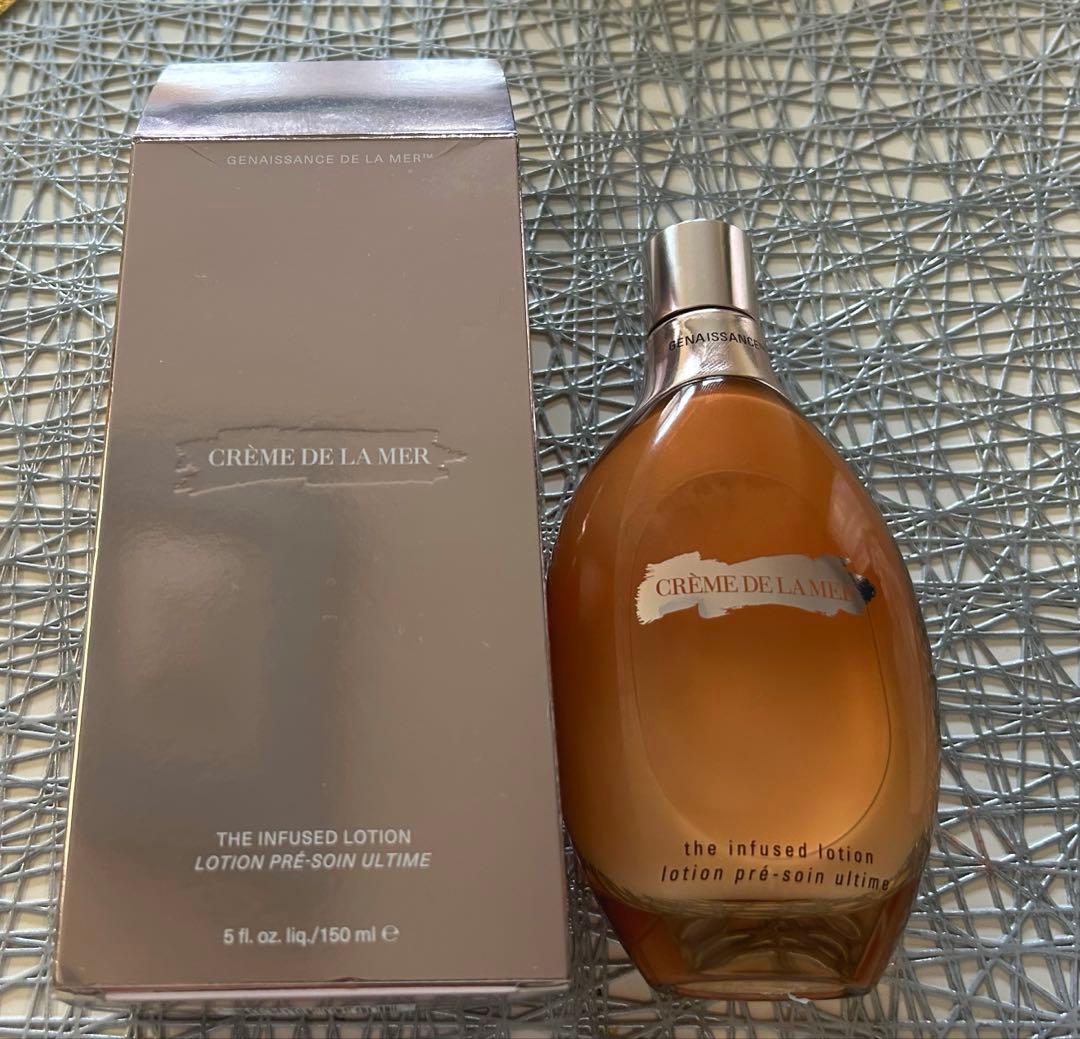 GENAISSANCE DE LA MER™
CRÈME DE LA MER
THE INFUSED LOTION
LOTION PRÉ-SOIN ULTIME
5 fl. oz. liq./150 ml ℮
GENAISSANCE
CRÈME DE LA MER
the infused lotion
lotion pré-soin ultime